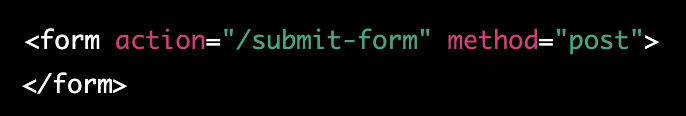 <form action="/submit-form" method="post">
</form>